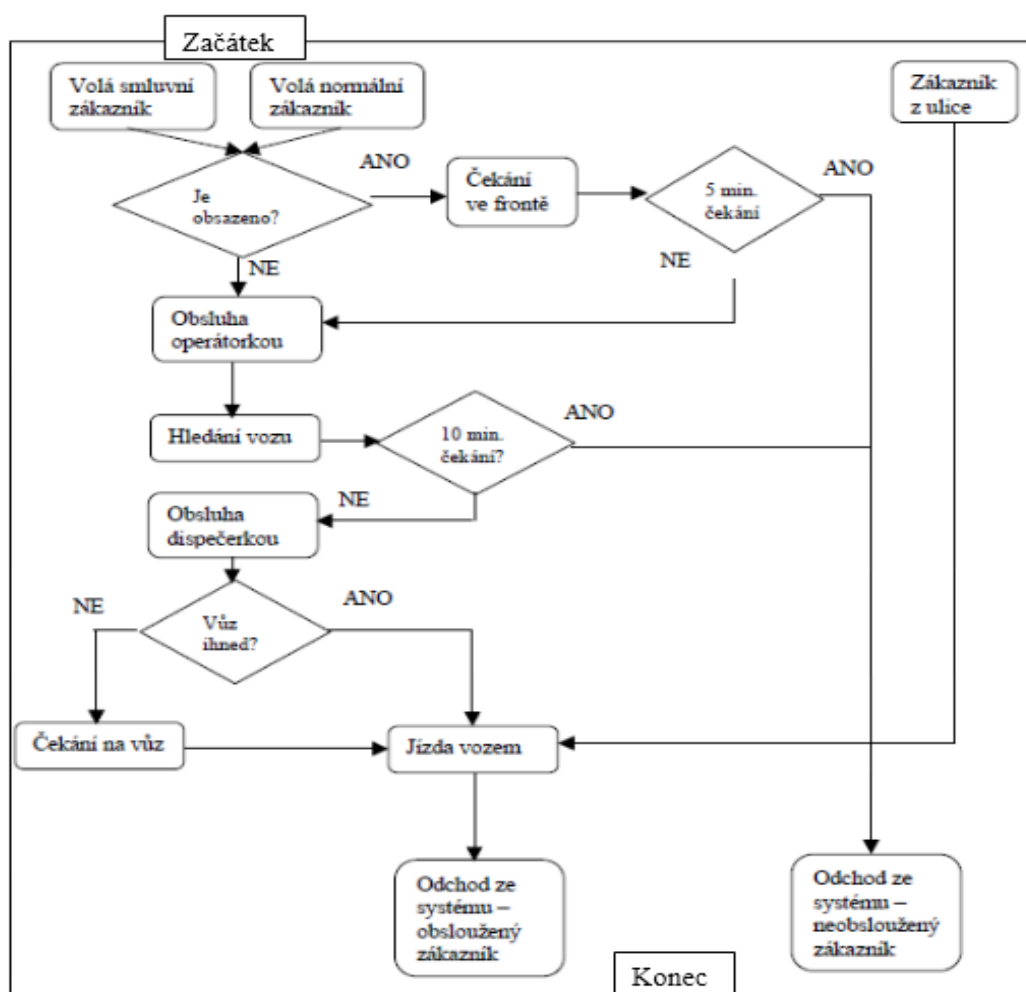 Začátek
Volá smluvní
zákazník
Volá normální
zákazník
Zákazník
z ulice
Je
obsazeno?
ANO
Čekání
ve frontě
5 min.
čekání
ANO
NE
NE
Obsluha
operátorkou
Hledání vozu
10 min.
čekání?
ANO
NE
Obsluha
dispečerkou
NE
Vůz
ihned?
ANO
Čekání na vůz
Jízda vozem
Odchod ze
systému –
obsloužený
zákazník
Odchod ze
systému –
neobsloužený
zákazník
Konec